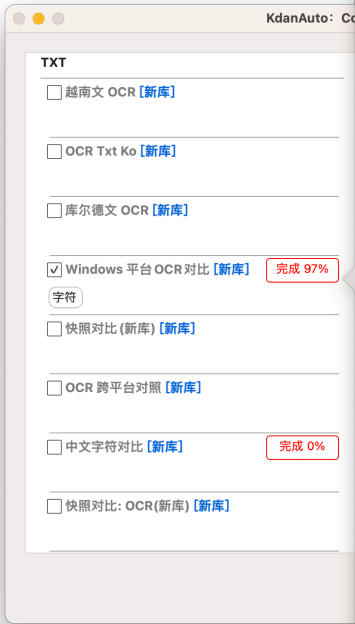 KdanAuto: Co
TXT
越南文 OCR [新库]
OCR Txt Ko [新库]
库尔德文 OCR [新库]
Windows 平台OCR对比 [新库] 完成 97%
字符
快照对比(新库) [新库]
OCR 跨平台对照 [新库]
中文字符对比 [新库] 完成 0%
快照对比: OCR(新库) [新库]